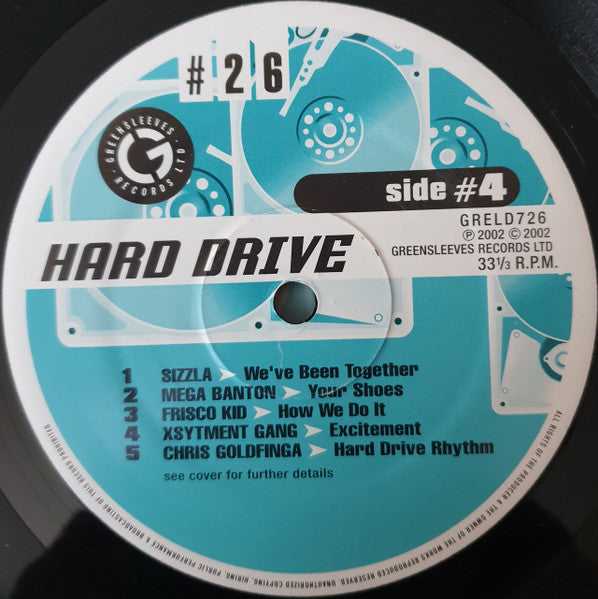 #26
GREENSLEEVES
RECORDS LTD
G
side #4
GRELD726
℗ 2002 © 2002
GREENSLEEVES RECORDS LTD
33⅓ R.P.M.
HARD DRIVE
1 SIZZLA ➤ We've Been Together
2 MEGA BANTON ➤ Your Shoes
3 FRISCO KID ➤ How We Do It
4 XSYTMENT GANG ➤ Excitement
5 CHRIS GOLDFINGA ➤ Hard Drive Rhythm
see cover for further details
ALL RIGHTS OF THE PRODUCER & THE OWNER OF THE WORKS REPRODUCED RESERVED. UNAUTHORIZED COPYING, HIRING, PUBLIC PERFORMANCE & BROADCASTING OF THIS RECORD PROHIBITED.